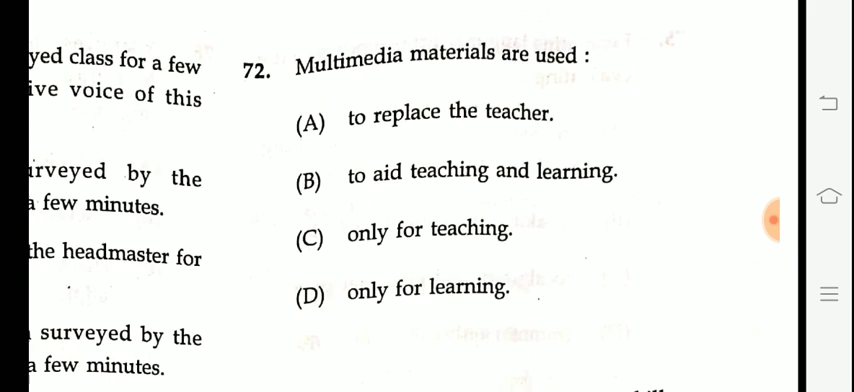 yed class for a few
ive voice of this
urveyed by the
a few minutes.
the headmaster for
surveyed by the
a few minutes.
72. Multimedia materials are used :
(A) to replace the teacher.
(B) to aid teaching and learning.
(C) only for teaching.
(D) only for learning.